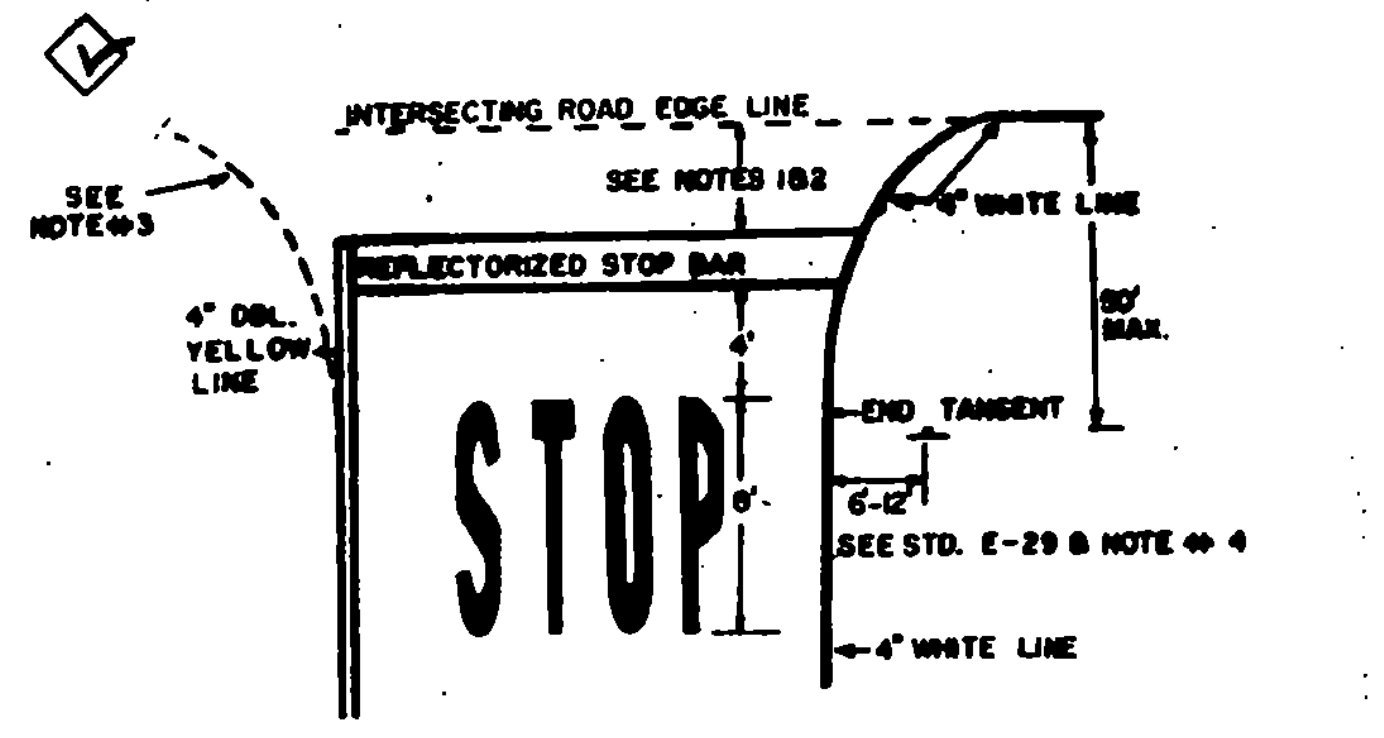 INTERSECTING ROAD EDGE LINE
SEE NOTES 1&2
SEE
NOTE # 3
4" WHITE LINE
REFLECTORIZED STOP BAR
4" DBL.
YELLOW
LINE
4'
MAX.
STOP
END TANGENT
8'
6'-12'
SEE STD. E-29 & NOTE # 4
4" WHITE LINE